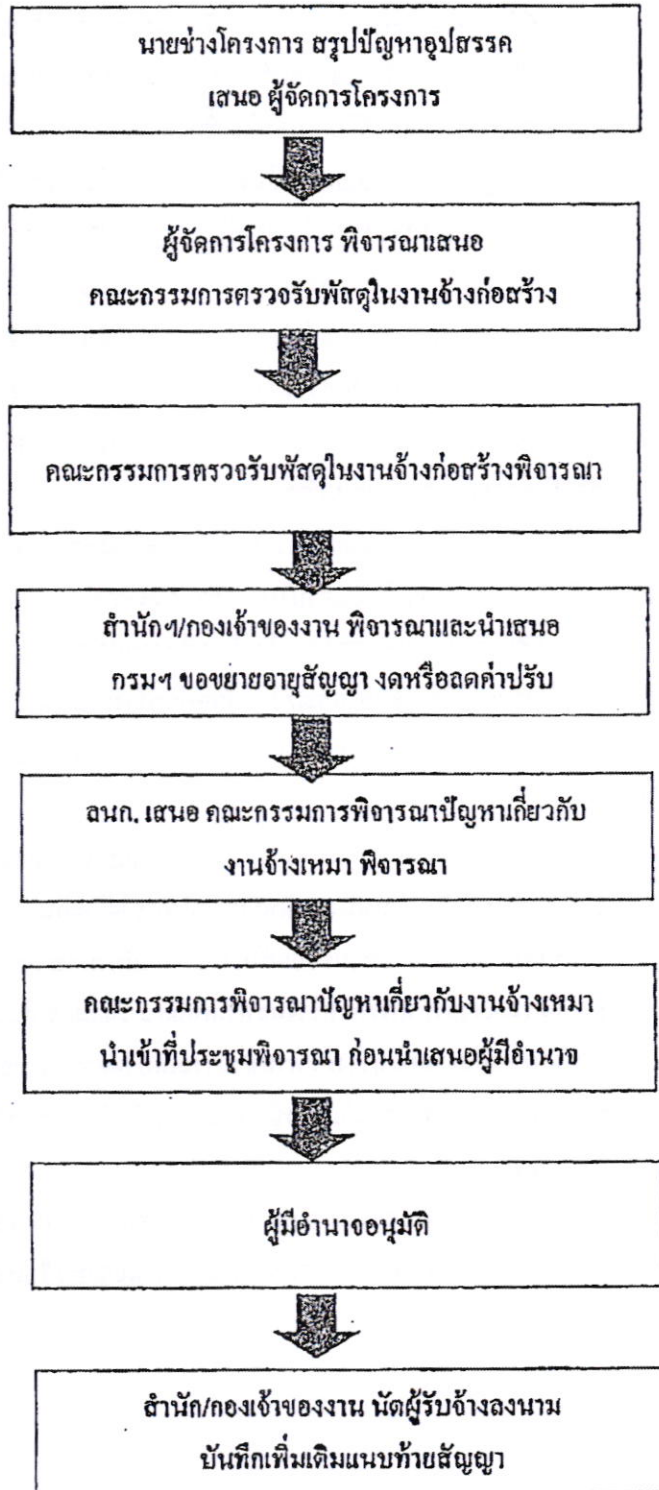 นายช่างโครงการ สรุปปัญหาอุปสรรค
เสนอ ผู้จัดการโครงการ
ผู้จัดการโครงการ พิจารณาเสนอ
คณะกรรมการตรวจรับพัสดุในงานจ้างก่อสร้าง
คณะกรรมการตรวจรับพัสดุในงานจ้างก่อสร้างพิจารณา
สำนักฯ/กองเจ้าของงาน พิจารณาและนำเสนอ
กรมฯ ขอขยายอายุสัญญา งดหรือลดค่าปรับ
ลนก. เสนอ คณะกรรมการพิจารณาปัญหาเกี่ยวกับ
งานจ้างเหมา พิจารณา
คณะกรรมการพิจารณาปัญหาเกี่ยวกับงานจ้างเหมา
นำเข้าที่ประชุมพิจารณา ก่อนนำเสนอผู้มีอำนาจ
ผู้มีอำนาจอนุมัติ
สำนัก/กองเจ้าของงาน นัดผู้รับจ้างลงนาม
บันทึกเพิ่มเติมแนบท้ายสัญญา